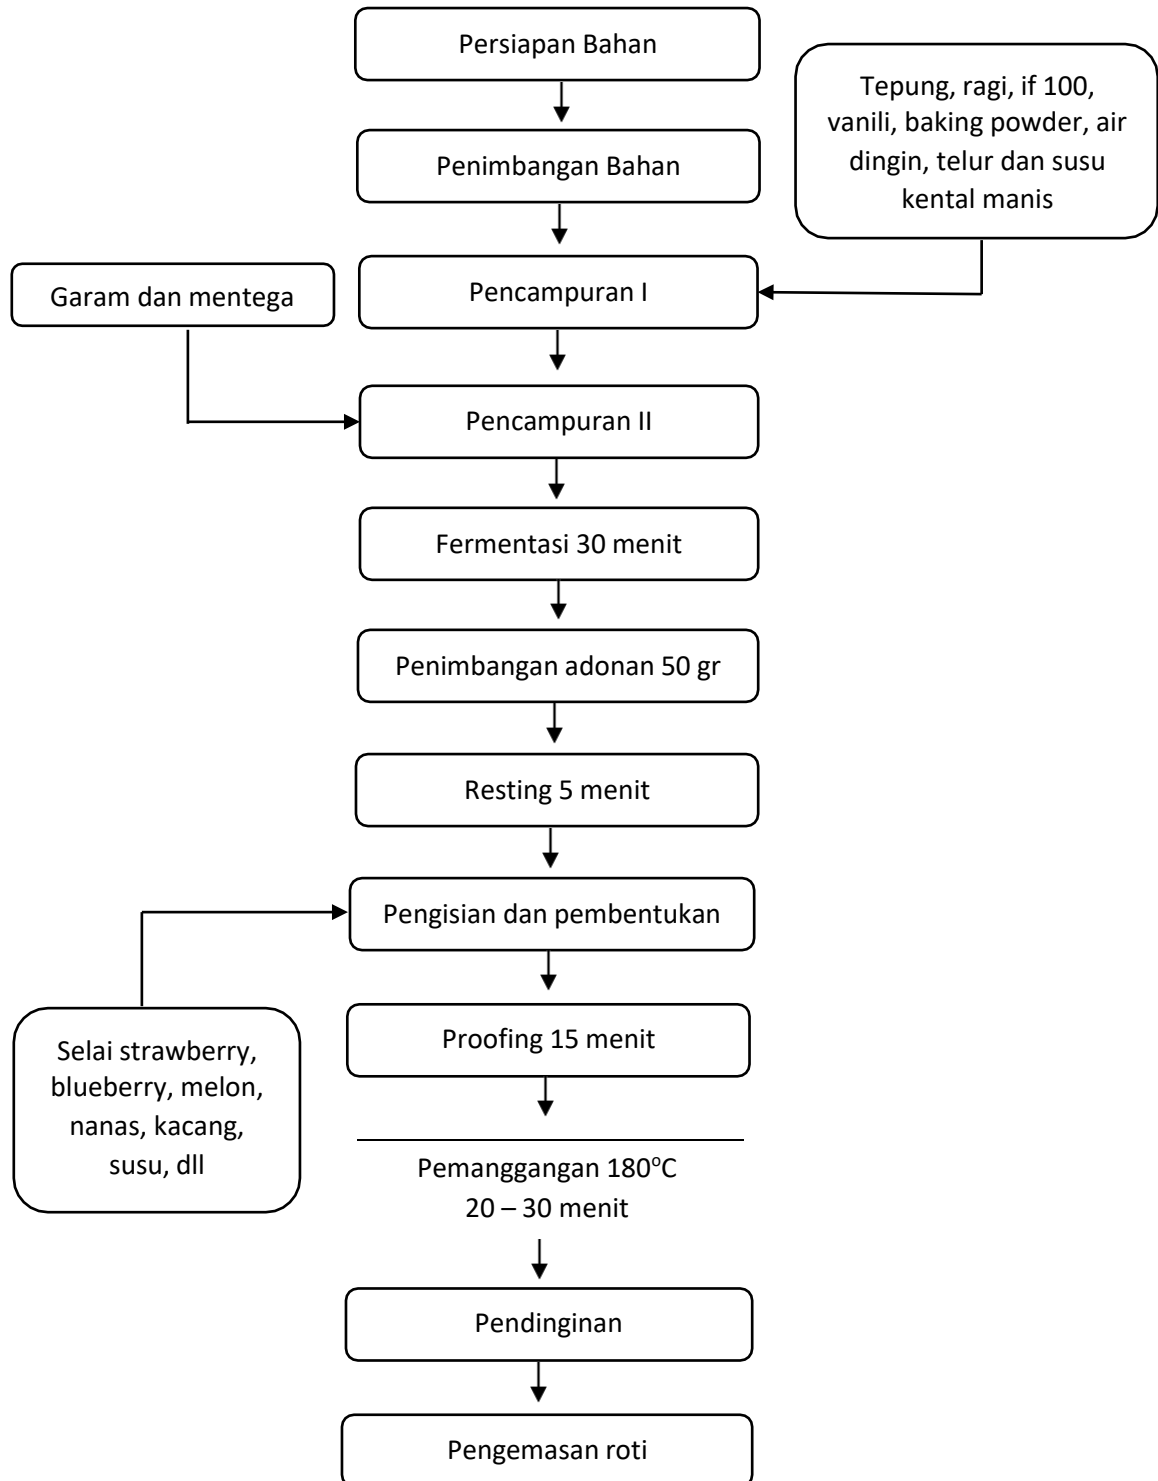 Persiapan Bahan
Tepung, ragi, if 100,
vanili, baking powder, air
dingin, telur dan susu
kental manis
Penimbangan Bahan
Garam dan mentega
Pencampuran I
Pencampuran II
Fermentasi 30 menit
Penimbangan adonan 50 gr
Resting 5 menit
Pengisian dan pembentukan
Selai strawberry,
blueberry, melon,
nanas, kacang,
susu, dll
Proofing 15 menit
Pemanggangan 180°C
20 – 30 menit
Pendinginan
Pengemasan roti